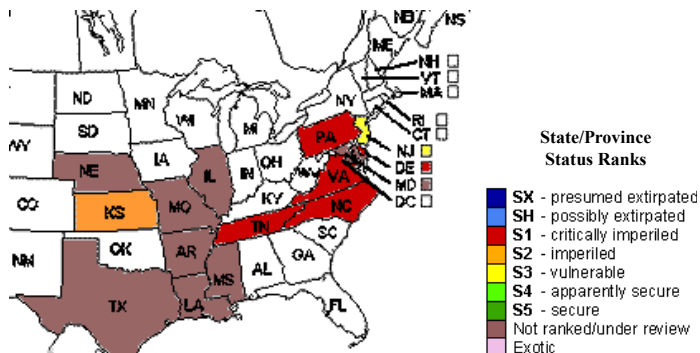 NB
NS
ME
NH
VT
MA
ND
MN
SD
WI
MI
NY
RI
CT
WY
IA
NE
PA
NJ
OH
DE
IL
IN
MD
WV
VA
DC
CO
KS
MO
KY
NC
TN
OK
AR
SC
NM
MS
AL
GA
TX
LA
FL
State/Province
Status Ranks
SX - presumed extirpated
SH - possibly extirpated
S1 - critically imperiled
S2 - imperiled
S3 - vulnerable
S4 - apparently secure
S5 - secure
Not ranked/under review
Exotic